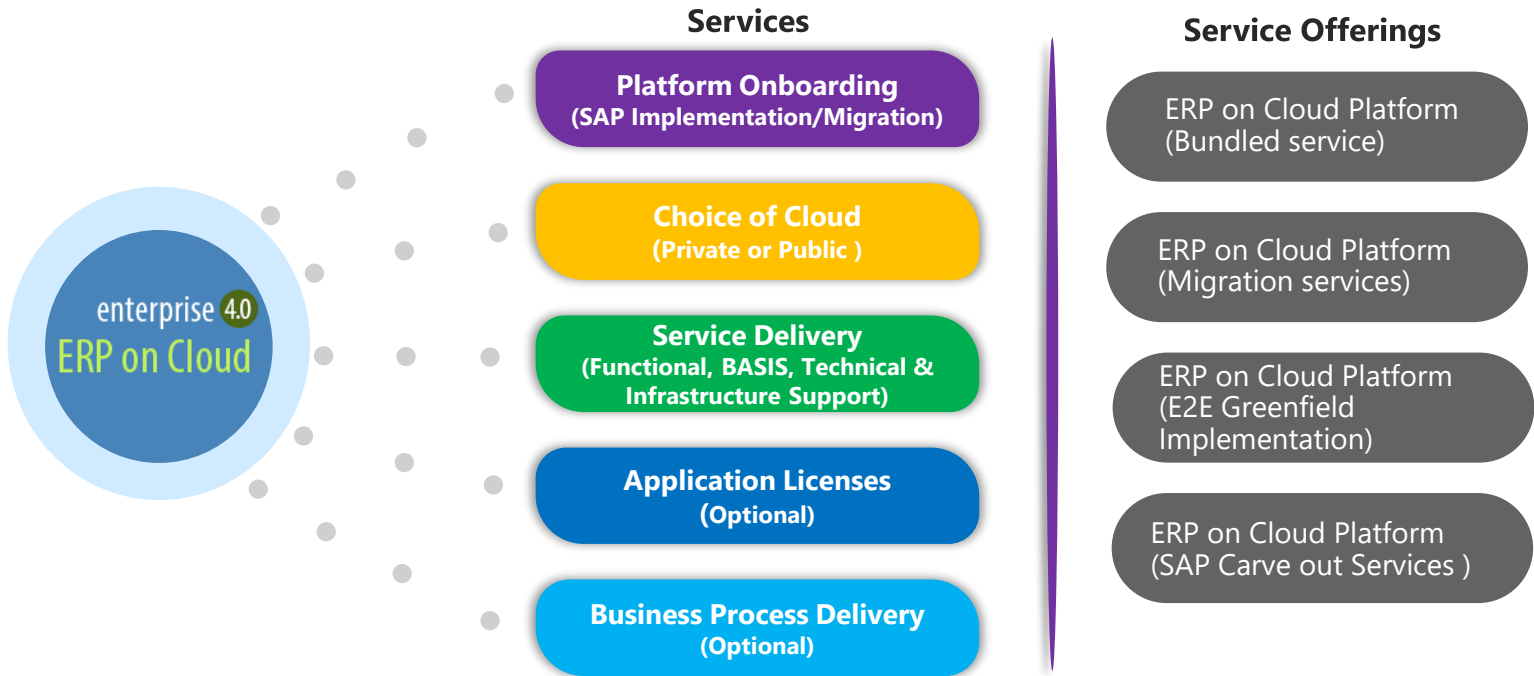 enterprise 4.0
ERP on Cloud
Services
Platform Onboarding
(SAP Implementation/Migration)
Choice of Cloud
(Private or Public )
Service Delivery
(Functional, BASIS, Technical &
Infrastructure Support)
Application Licenses
(Optional)
Business Process Delivery
(Optional)
Service Offerings
ERP on Cloud Platform
(Bundled service)
ERP on Cloud Platform
(Migration services)
ERP on Cloud Platform
(E2E Greenfield
Implementation)
ERP on Cloud Platform
(SAP Carve out Services )